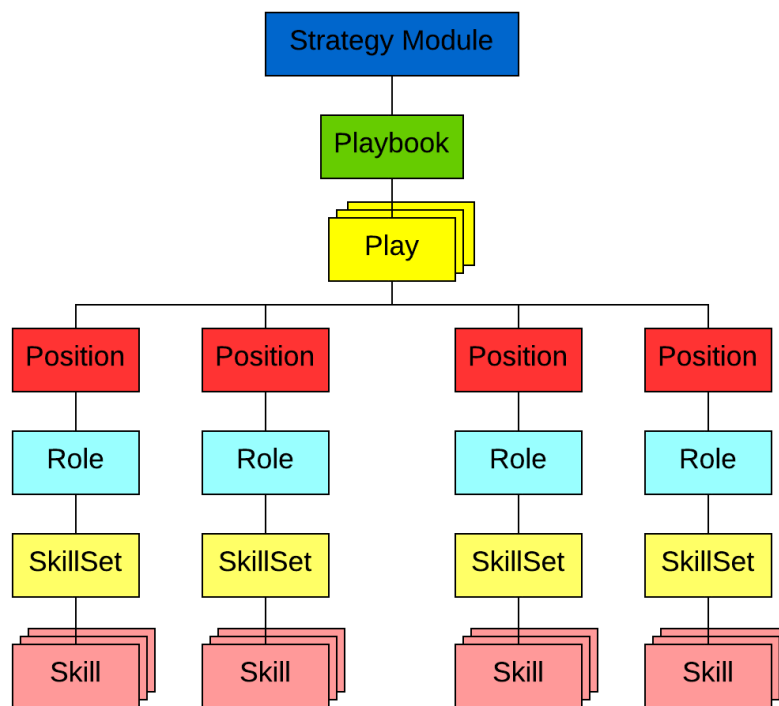 Strategy Module
Playbook
Play
Position Position Position Position
Role Role Role Role
SkillSet SkillSet SkillSet SkillSet
Skill Skill Skill Skill